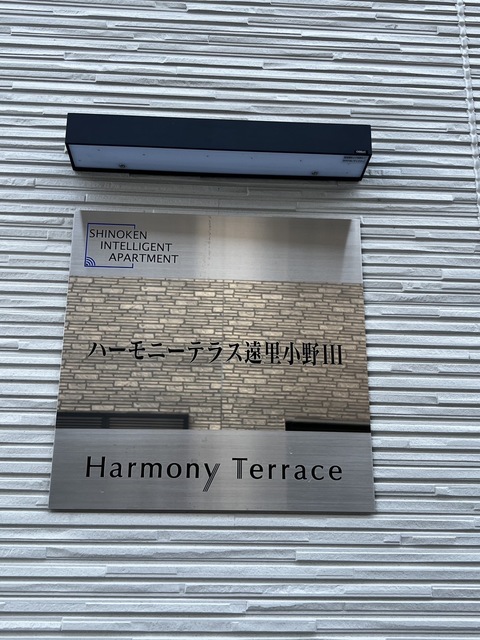 SHINOKEN
INTELLIGENT
APARTMENT
ハーモニーテラス遠里小野III
Harmony Terrace